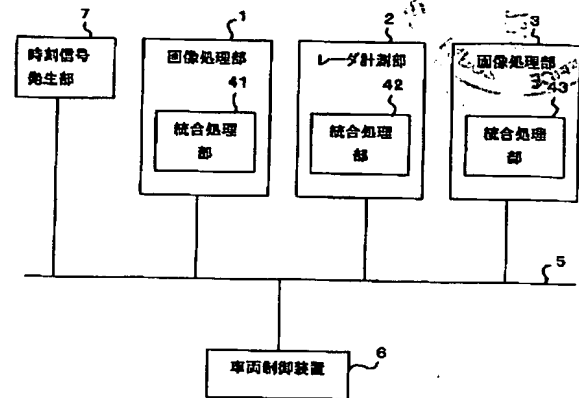 7
1
2
3
時刻信号
発生部
画像処理部
レーダ計測部
画像処理部
41
42
43
統合処理
部
統合処理
部
統合処理
部
5
6
車両制御装置